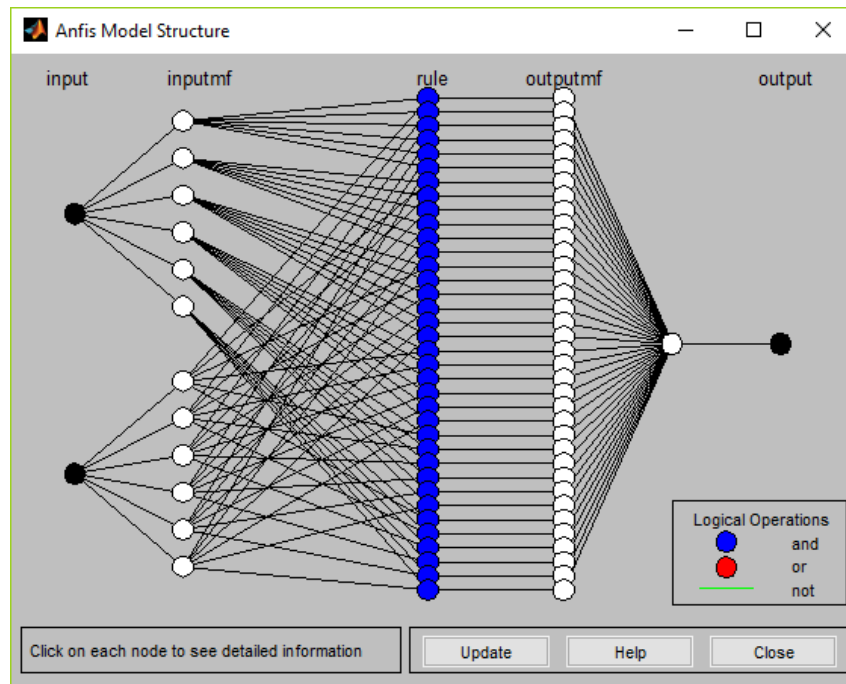 Anfis Model Structure
input inputmf rule outputmf output
Logical Operations
and
or
not
Click on each node to see detailed information
Update Help Close